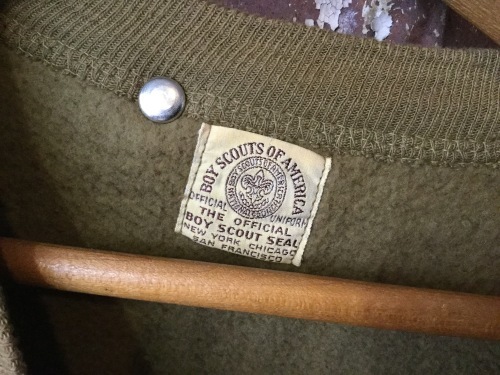 BOY SCOUTS OF AMERICA
OFFICIAL UNIFORM
THE OFFICIAL
BOY SCOUT SEAL
NEW YORK CHICAGO
SAN FRANCISCO